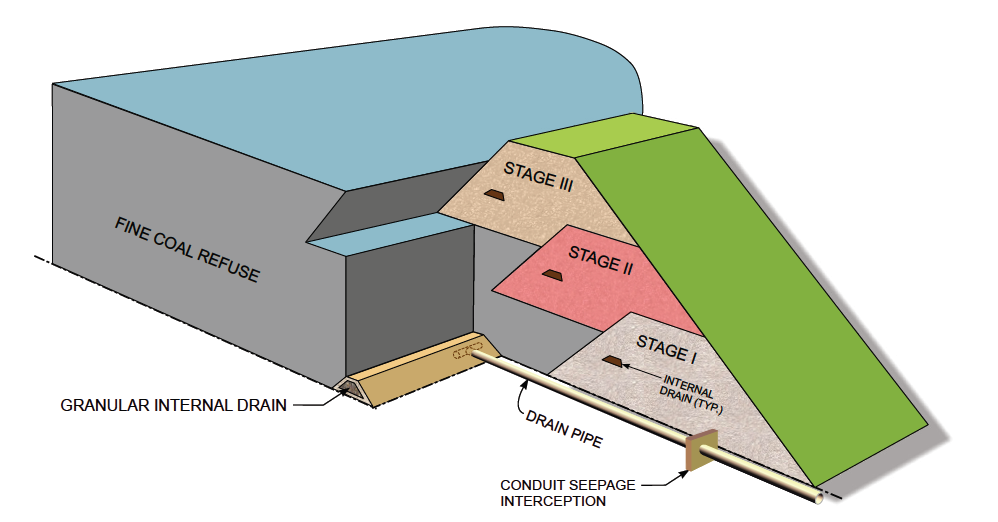 STAGE III
FINE COAL REFUSE
STAGE II
STAGE I
INTERNAL
DRAIN (TYP.)
GRANULAR INTERNAL DRAIN
DRAIN PIPE
CONDUIT SEEPAGE
INTERCEPTION